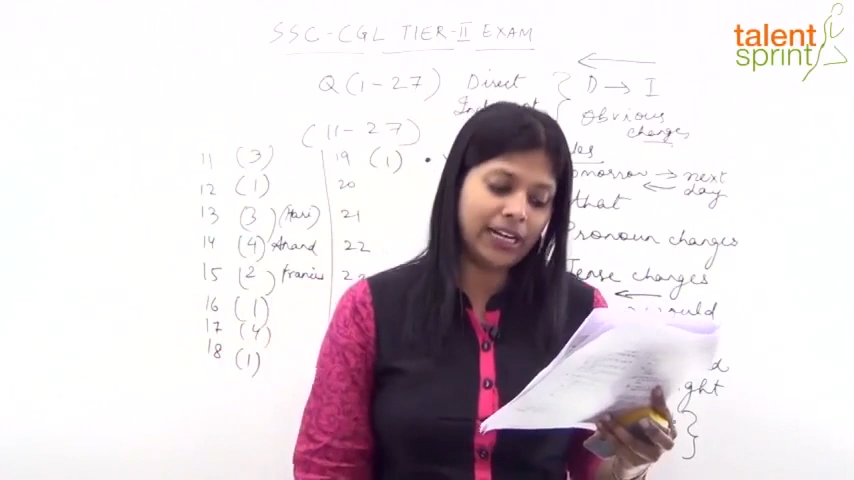 SSC-CGL TIER-II EXAM
talent
sprint
Q(1-27) Direct
D → I
Obvious
changes
(11-27)
11 (3)
12 (1)
13 (3) (Hari)
14 (4) Anand
15 (2) Francis
16 (1)
17 (4)
18 (1)
19 (1)
20
21
22
→ next
day
that
Pronoun changes
Tense changes